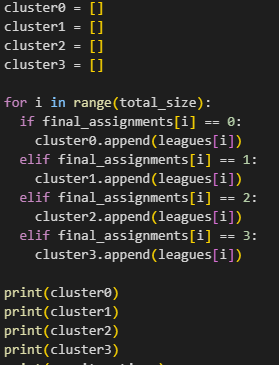 cluster0 = []
cluster1 = []
cluster2 = []
cluster3 = []

for i in range(total_size):
  if final_assignments[i] == 0:
    cluster0.append(leagues[i])
  elif final_assignments[i] == 1:
    cluster1.append(leagues[i])
  elif final_assignments[i] == 2:
    cluster2.append(leagues[i])
  elif final_assignments[i] == 3:
    cluster3.append(leagues[i])

print(cluster0)
print(cluster1)
print(cluster2)
print(cluster3)